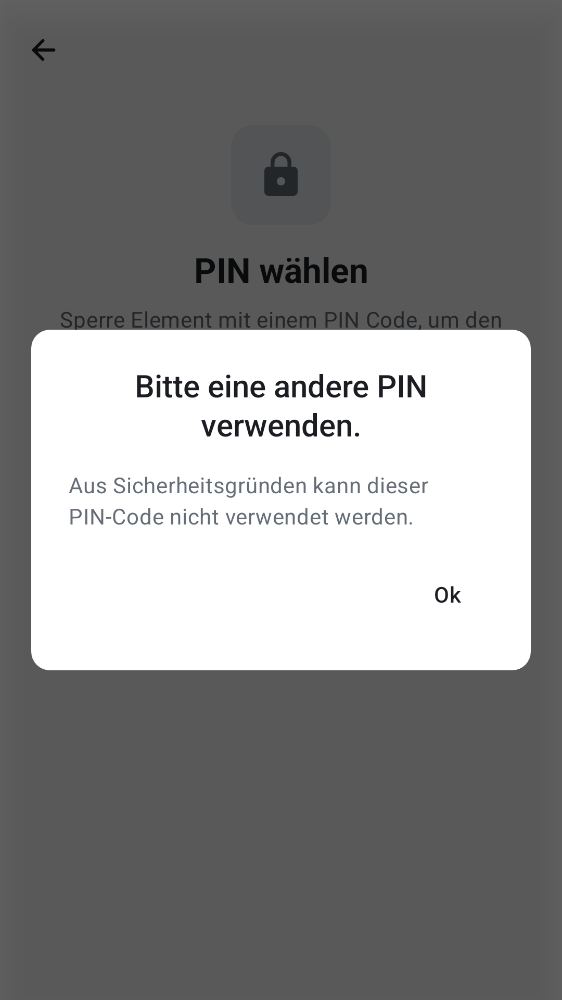 PIN wählen
Sperre Element mit einem PIN Code, um den
Bitte eine andere PIN
verwenden.
Aus Sicherheitsgründen kann dieser
PIN-Code nicht verwendet werden.
Ok